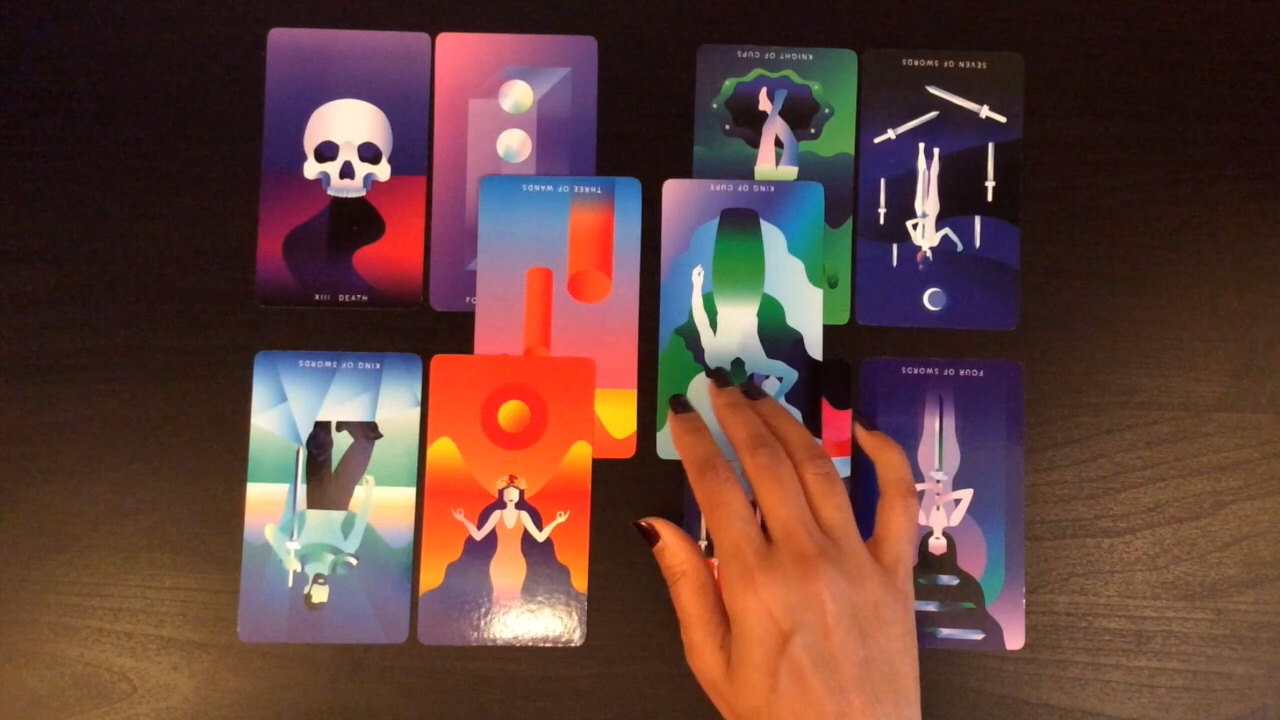 KNIGHT OF CUPS
SEVEN OF SWORDS
THREE OF WANDS
KING OF CUPS
XIII. DEATH
FO
KING OF SWORDS
FOUR OF SWORDS